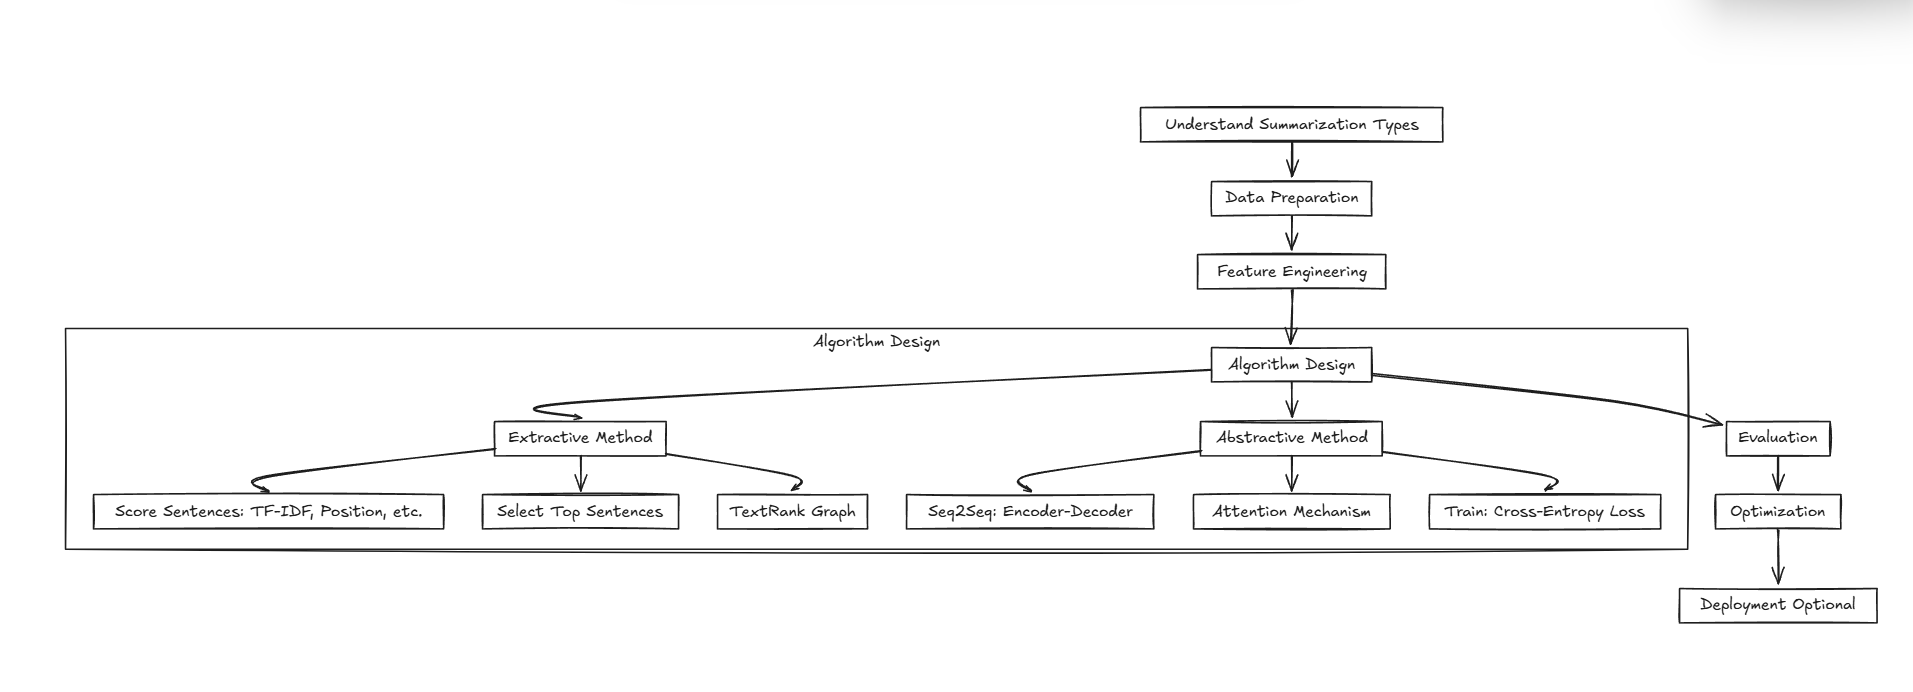 Understand Summarization Types
Data Preparation
Feature Engineering
Algorithm Design
Algorithm Design
Extractive Method
Abstractive Method
Evaluation
Score Sentences: TF-IDF, Position, etc.
Select Top Sentences
TextRank Graph
Seq2Seq: Encoder-Decoder
Attention Mechanism
Train: Cross-Entropy Loss
Optimization
Deployment Optional